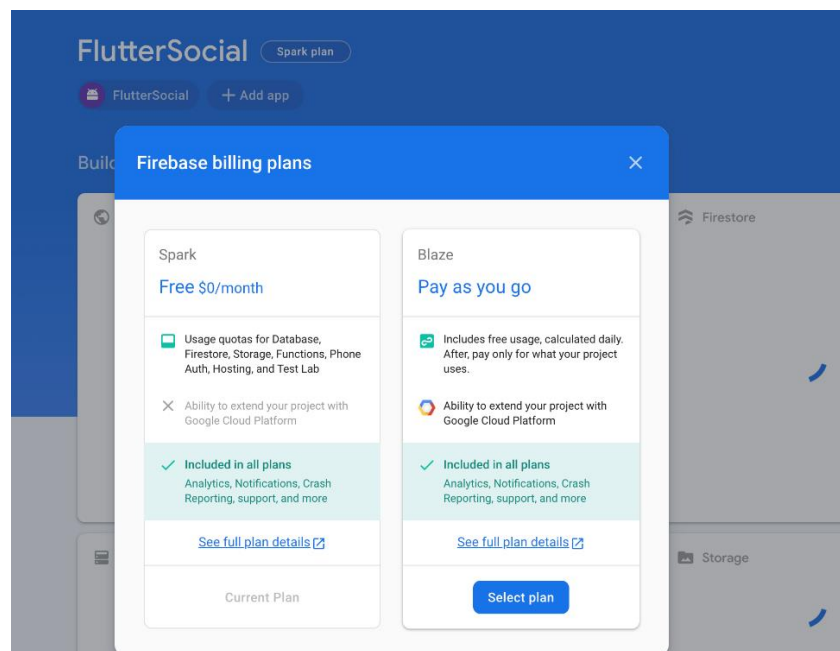 FlutterSocial Spark plan
FlutterSocial + Add app
Build
Firebase billing plans
Firestore
Spark
Free $0/month
Usage quotas for Database,
Firestore, Storage, Functions, Phone
Auth, Hosting, and Test Lab
Ability to extend your project with
Google Cloud Platform
Included in all plans
Analytics, Notifications, Crash
Reporting, support, and more
See full plan details
Current Plan
Blaze
Pay as you go
Includes free usage, calculated daily.
After, pay only for what your project
uses.
Ability to extend your project with
Google Cloud Platform
Included in all plans
Analytics, Notifications, Crash
Reporting, support, and more
See full plan details
Select plan
Storage